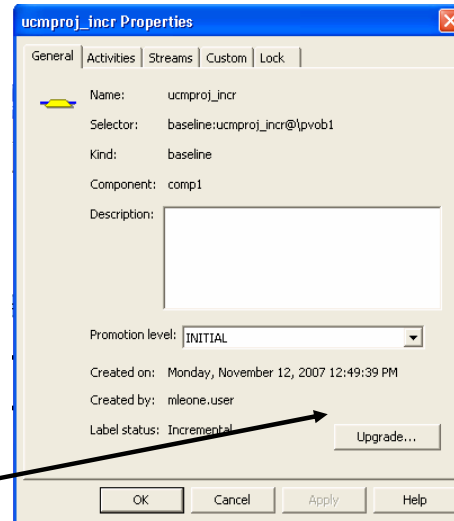 ucmproj_incr Properties
General Activities Streams Custom Lock
Name: ucmproj_incr
Selector: baseline:ucmproj_incr@\pvob1
Kind: baseline
Component: comp1
Description:
Promotion level: INITIAL
Created on: Monday, November 12, 2007 12:49:39 PM
Created by: mleone.user
Label status: Incremental
Upgrade...
OK Cancel Apply Help